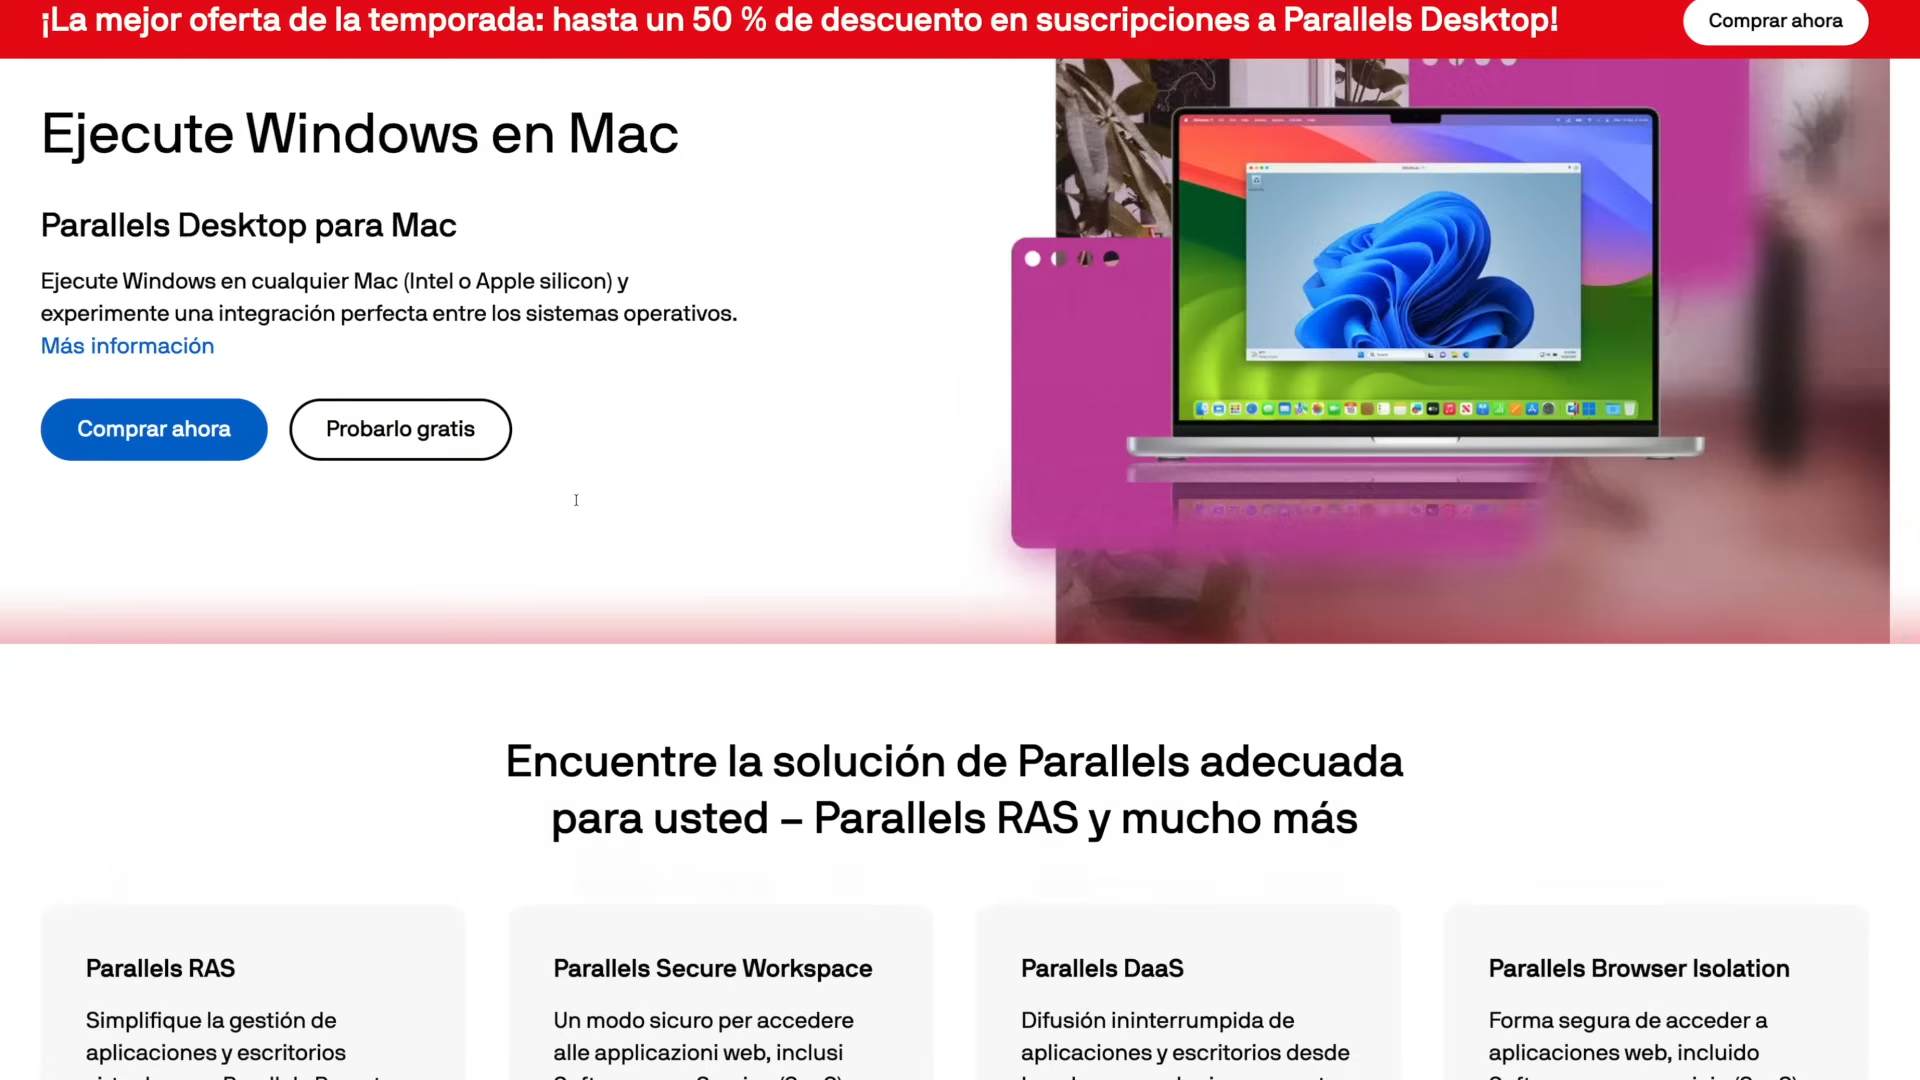 ¡La mejor oferta de la temporada: hasta un 50 % de descuento en suscripciones a Parallels Desktop!
Comprar ahora
Ejecute Windows en Mac
Parallels Desktop para Mac
Ejecute Windows en cualquier Mac (Intel o Apple silicon) y
experimente una integración perfecta entre los sistemas operativos.
Más información
Comprar ahora
Probarlo gratis
Encuentre la solución de Parallels adecuada
para usted – Parallels RAS y mucho más
Parallels RAS
Simplifique la gestión de
aplicaciones y escritorios
Parallels Secure Workspace
Un modo sicuro per accedere
alle applicazioni web, inclusi
Parallels DaaS
Difusión ininterrumpida de
aplicaciones y escritorios desde
Parallels Browser Isolation
Forma segura de acceder a
aplicaciones web, incluido